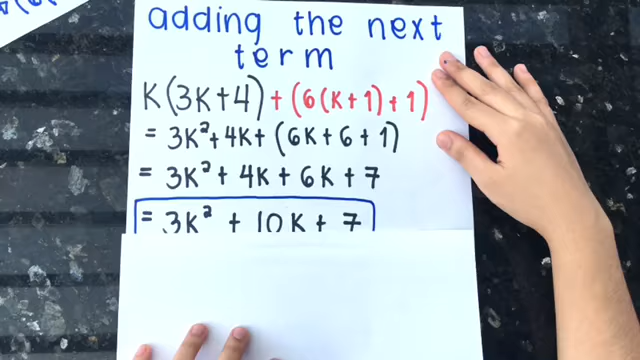 adding the next
term
K(3K+4) + (6(K+1)+1)
= 3K²+4K+(6K+6+1)
= 3K²+4K+6K+7
= 3K² + 10K + 7